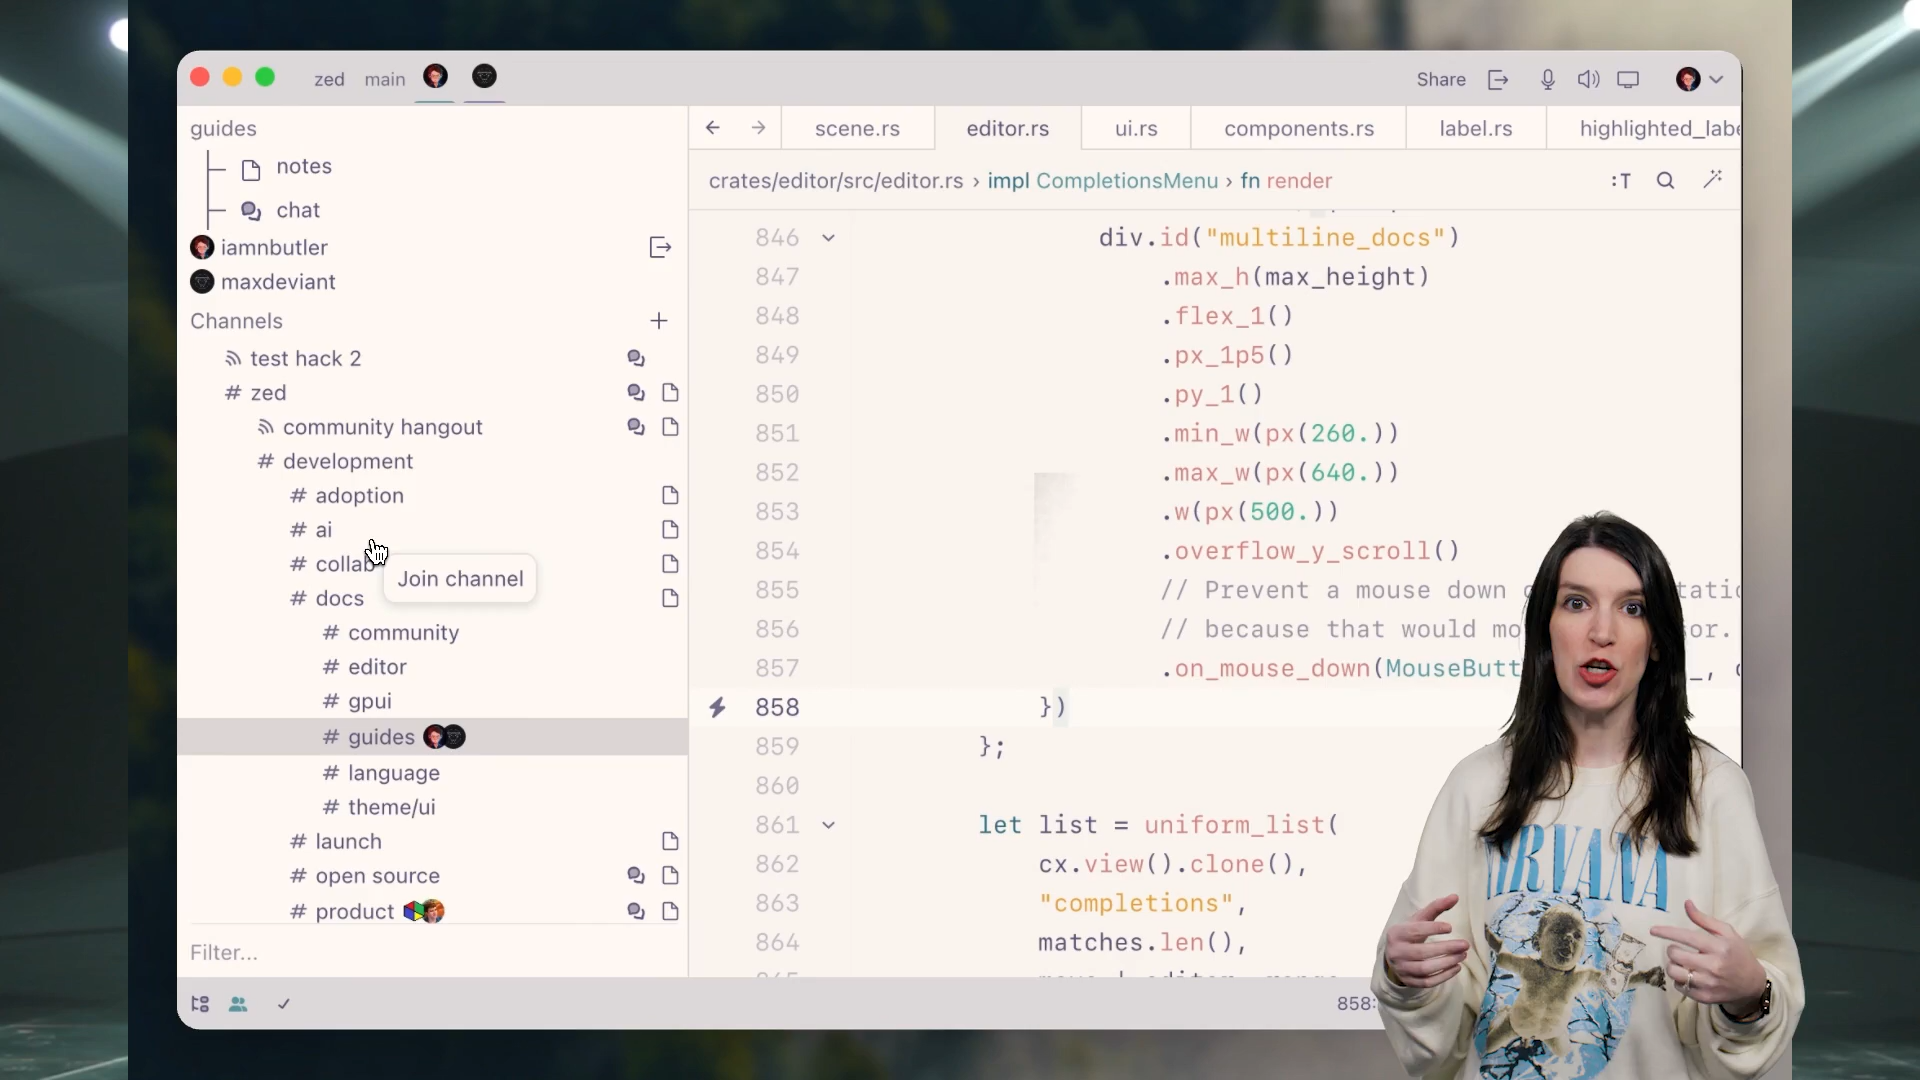 zed main
Share
guides
notes
chat
iamnbutler
maxdeviant
Channels
test hack 2
# zed
community hangout
# development
# adoption
# ai
# collab
Join channel
# docs
# community
# editor
# gpui
# guides
# language
# theme/ui
# launch
# open source
# product
Filter...
scene.rs editor.rs ui.rs components.rs label.rs highlighted_labe
crates/editor/src/editor.rs › impl CompletionsMenu › fn render
846 div.id("multiline_docs")
847 .max_h(max_height)
848 .flex_1()
849 .px_1p5()
850 .py_1()
851 .min_w(px(260.))
852 .max_w(px(640.))
853 .w(px(500.))
854 .overflow_y_scroll()
855 // Prevent a mouse down
856 // because that would
857 .on_mouse_down(MouseButt
858 })
859 };
860
861 let list = uniform_list(
862 cx.view().clone(),
863 "completions",
864 matches.len(),
858:
NIRVANA